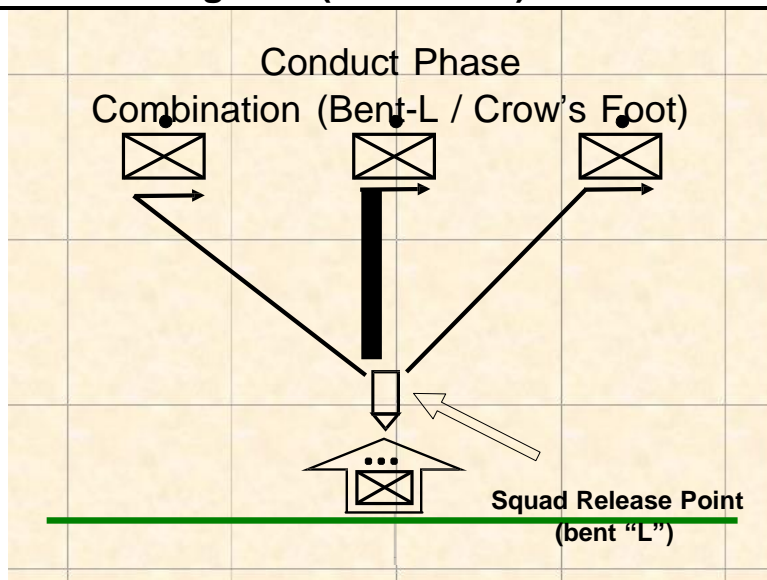 Conduct Phase
Combination (Bent-L / Crow's Foot)
Squad Release Point
(bent “L”)